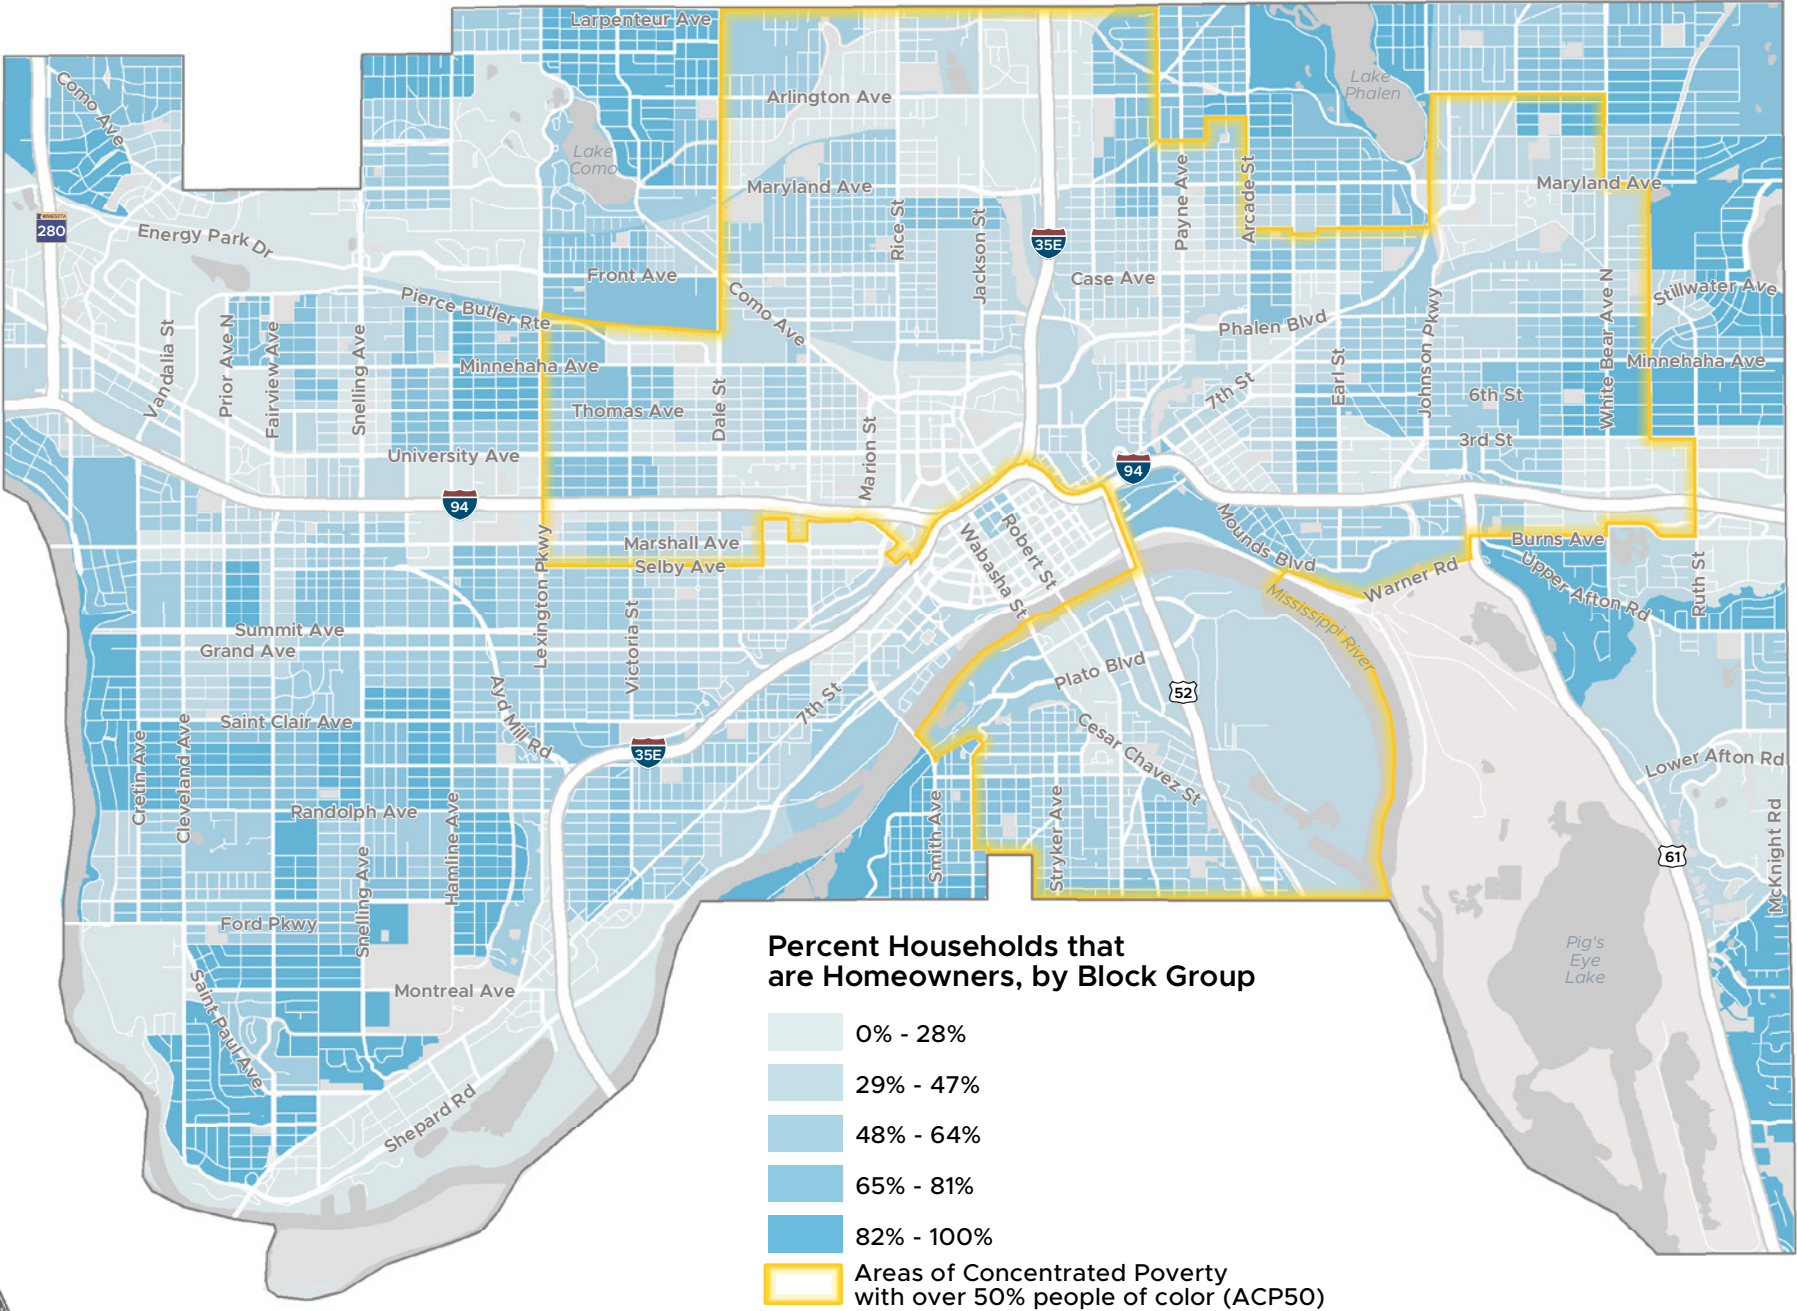 Larpenteur Ave
Como Ave
Lake
Phalen
Arlington Ave
Lake
Como
Maryland Ave
Maryland Ave
Payne Ave
Arcade St
Rice St
Jackson St
MINNESOTA
280
Energy Park Dr
35E
Front Ave
Case Ave
Stillwater Ave
Pierce Butler Rte
Como Ave
Phalen Blvd
Johnson Pkwy
White Bear Ave N
Vandalia St
Prior Ave N
Fairview Ave
Snelling Ave
Minnehaha Ave
Minnehaha Ave
Earl St
7th St
6th St
Thomas Ave
Dale St
Marion St
3rd St
University Ave
94
94
Marshall Ave
Selby Ave
Lexington Pkwy
Robert St
Wabasha St
Mounds Blvd
Burns Ave
Warner Rd
Upper Afton Rd
Ruth St
Mississippi River
Summit Ave
Grand Ave
Victoria St
Ayd Mill Rd
Plato Blvd
52
7th St
Saint Clair Ave
Cesar Chavez St
35E
Lower Afton Rd
Cretin Ave
Cleveland Ave
Randolph Ave
Hamline Ave
Smith Ave
Stryker Ave
McKnight Rd
61
Snelling Ave
Ford Pkwy
Pig's
Eye
Lake
Saint Paul Ave
Montreal Ave
Shepard Rd
Percent Households that
are Homeowners, by Block Group
0% - 28%
29% - 47%
48% - 64%
65% - 81%
82% - 100%
Areas of Concentrated Poverty
with over 50% people of color (ACP50)